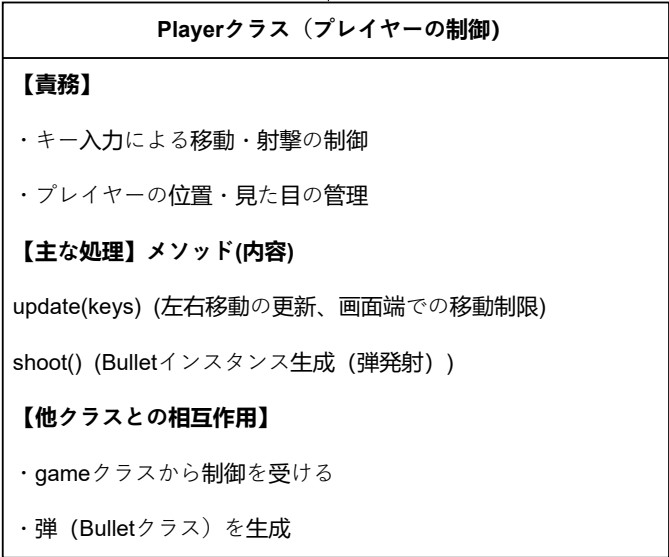 Playerクラス（プレイヤーの制御)
【責務】
・キー入力による移動・射撃の制御
・プレイヤーの位置・見た目の管理
【主な処理】メソッド(内容)
update(keys) (左右移動の更新、画面端での移動制限)
shoot() (Bulletインスタンス生成（弾発射）)
【他クラスとの相互作用】
・gameクラスから制御を受ける
・弾（Bulletクラス）を生成